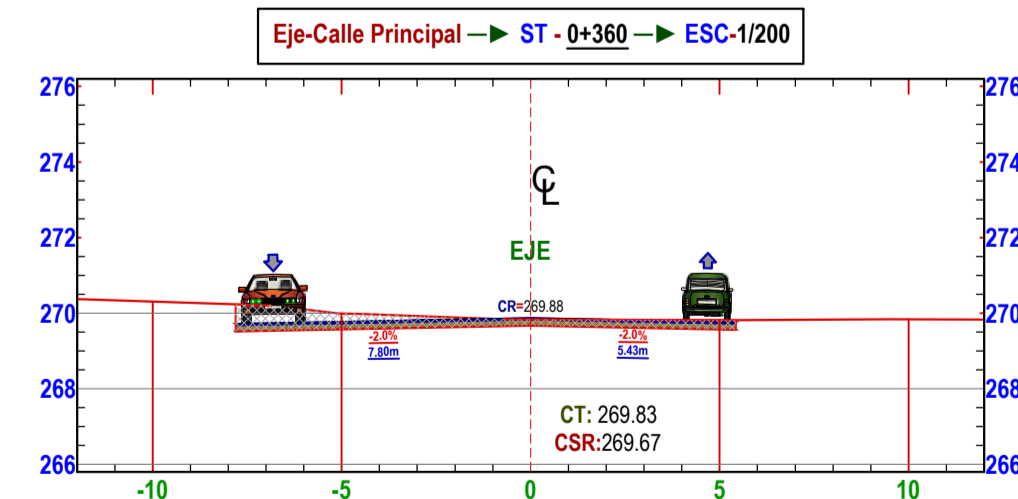 Eje-Calle Principal ST - 0+360 ESC-1/200
276 276
274 274
℄
272 272
EJE
CR=269.88
270 270
-2.0% -2.0%
7.80m 5.43m
268 268
CT: 269.83
CSR:269.67
266 266
-10 -5 0 5 10